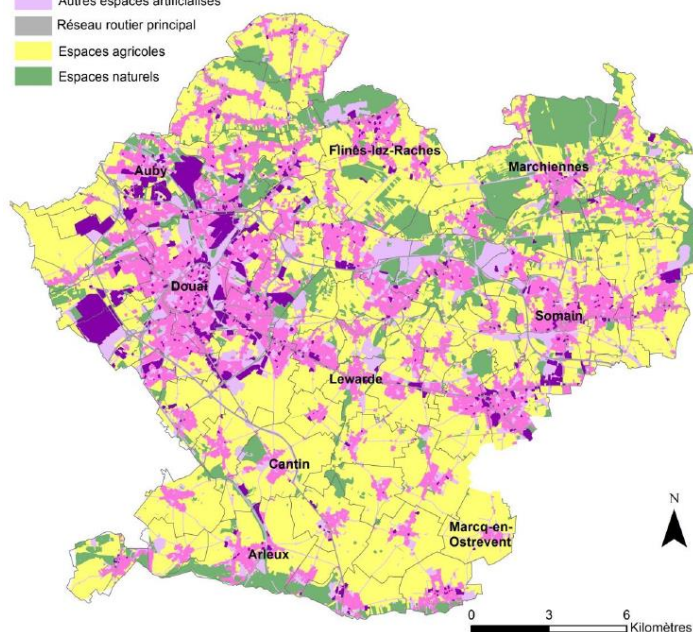 Autres espaces artificialisés
Réseau routier principal
Espaces agricoles
Espaces naturels
Flines-lez-Raches
Marchiennes
Auby
Douai
Somain
Lewarde
Cantin
Marcq-en-
Ostrevent
Arleux
N
0 3 6
Kilomètres